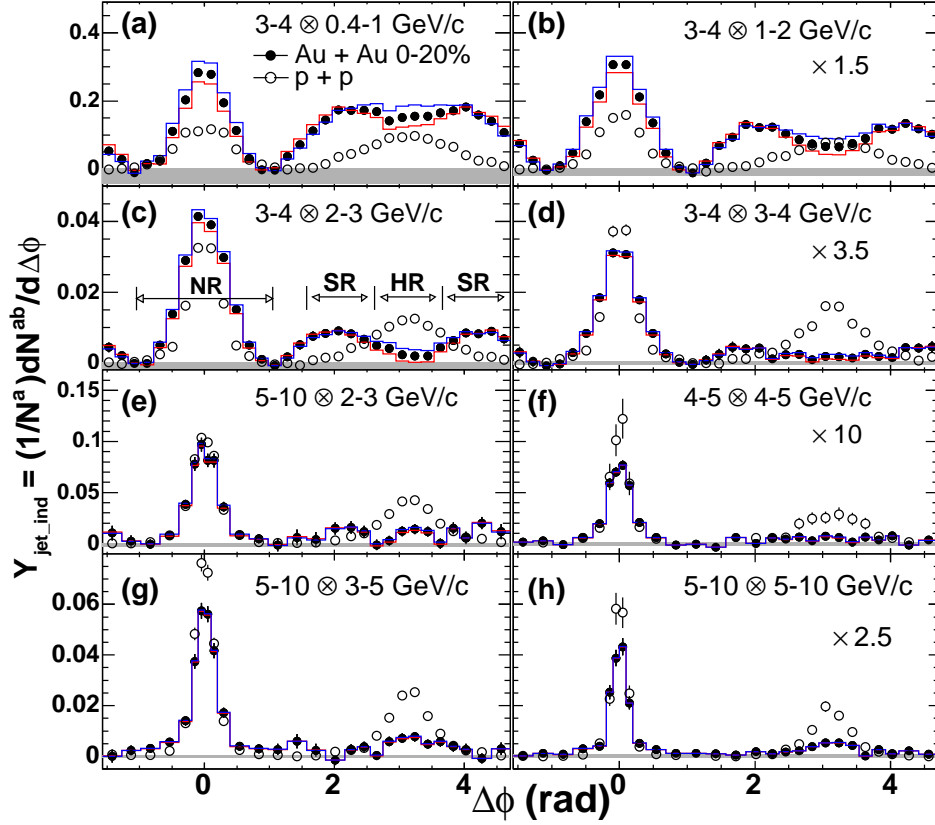 (a) 3-4 ⊗ 0.4-1 GeV/c
Au + Au 0-20%
p + p
(b) 3-4 ⊗ 1-2 GeV/c
× 1.5
0.4
0.2
0
(c) 3-4 ⊗ 2-3 GeV/c
NR SR HR SR
(d) 3-4 ⊗ 3-4 GeV/c
× 3.5
0.04
0.02
0
(e) 5-10 ⊗ 2-3 GeV/c
(f) 4-5 ⊗ 4-5 GeV/c
× 10
0.15
0.1
0.05
0
(g) 5-10 ⊗ 3-5 GeV/c
(h) 5-10 ⊗ 5-10 GeV/c
× 2.5
0.06
0.04
0.02
0
0 2 4 0 2 4
Δϕ (rad)
Y_jet_ind = (1/N^a)dN^ab/dΔϕ